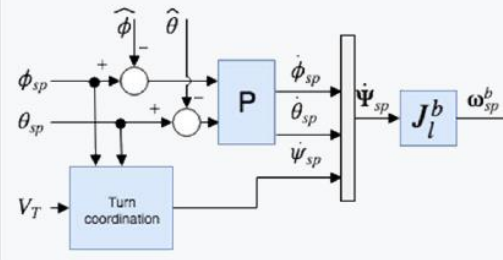 ϕ̂ θ̂
− −
+
ϕ_sp
+
θ_sp
P
ϕ̇_sp
θ̇_sp
ψ̇_sp
Ψ̇_sp
J_l^b
ω_sp^b
V_T
Turn
coordination